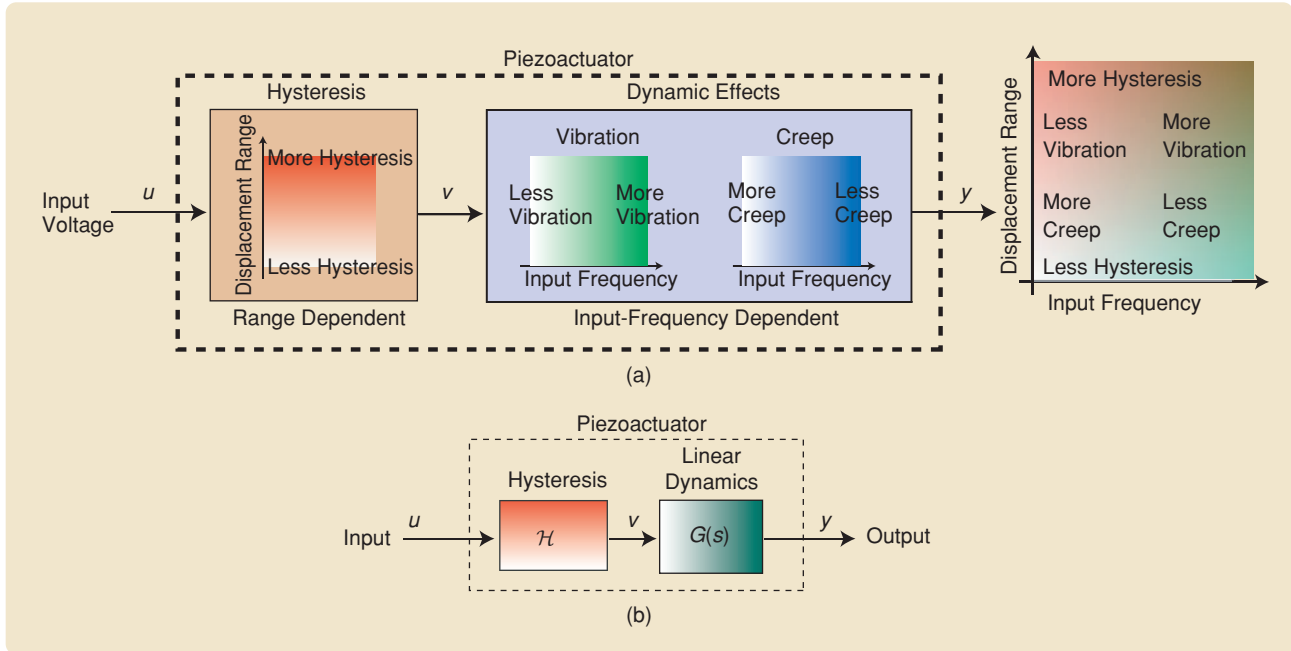 Piezoactuator
Hysteresis
Displacement Range
More Hysteresis
Less Hysteresis
Range Dependent
Input
Voltage
u
v
Dynamic Effects
Vibration
Less
Vibration
More
Vibration
Input Frequency
Creep
More
Creep
Less
Creep
Input Frequency
Input-Frequency Dependent
y
Displacement Range
More Hysteresis
Less
Vibration
More
Vibration
More
Creep
Less
Creep
Less Hysteresis
Input Frequency
(a)
Piezoactuator
Hysteresis
Linear
Dynamics
Input
u
ℋ
v
G(s)
y
Output
(b)